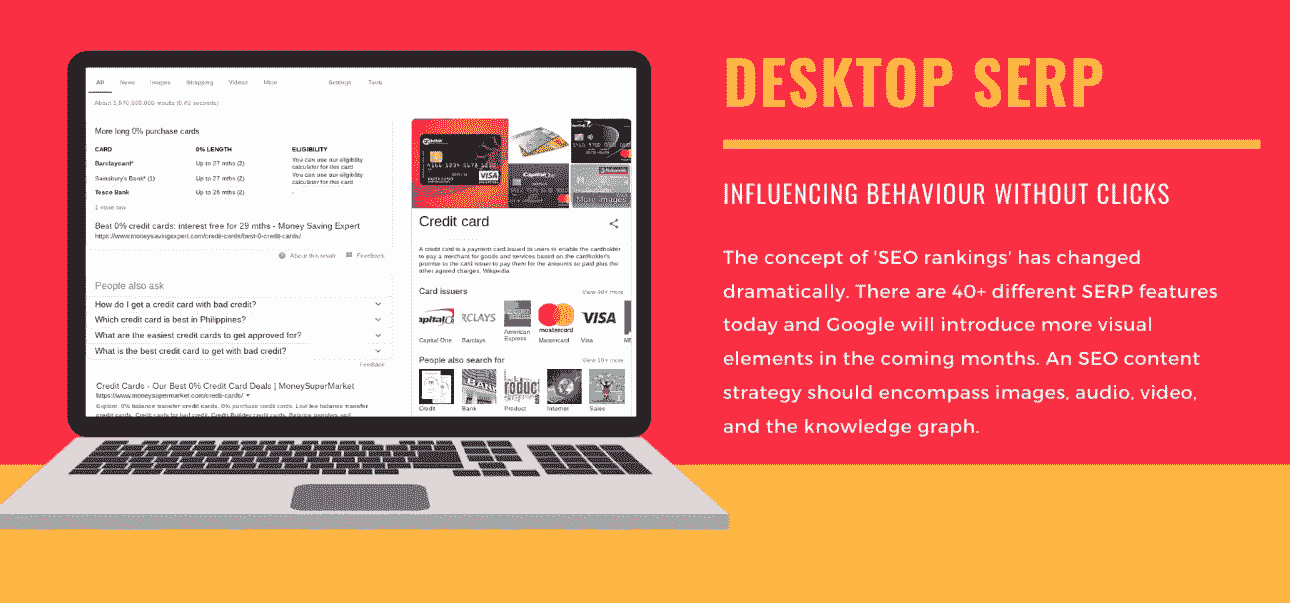 All News Images Shopping Videos More Settings Tools
About 1,570,000,000 results (0.49 seconds)
More long 0% purchase cards
CARD 0% LENGTH ELIGIBILITY
Barclaycard* Up to 27 mths (2) You can use our eligibility
calculator for this card
Sainsbury's Bank* (1) Up to 27 mths (2) You can use our eligibility
calculator for this card
Tesco Bank Up to 26 mths (2) -
1 more row
Best 0% credit cards: interest free for 29 mths - Money Saving Expert
https://www.moneysavingexpert.com/credit-cards/best-0-credit-cards/
About this result Feedback
People also ask
How do I get a credit card with bad credit?
Which credit card is best in Philippines?
What are the easiest credit cards to get approved for?
What is the best credit card to get with bad credit?
Feedback
Credit Cards - Our Best 0% Credit Card Deals | MoneySuperMarket
https://www.moneysupermarket.com/credit-cards/
Explore. 0% balance transfer credit cards. 0% purchase credit cards. Low fee balance transfer
credit cards. Credit cards for bad credit. Credit Builder credit cards. Balance transfers and
VISA
More images
Credit card
A credit card is a payment card issued to users to enable the cardholder
to pay a merchant for goods and services based on the cardholder's
promise to the card issuer to pay them for the amounts so paid plus the
other agreed charges. Wikipedia
Card issuers View 40+ more
apital RCLAYS mastercard VISA
Capital One Barclays American Express Mastercard Visa
People also search for View 10+ more
BAN roduct
Credit Bank Product Internet Sales
DESKTOP SERP
INFLUENCING BEHAVIOUR WITHOUT CLICKS
The concept of 'SEO rankings' has changed
dramatically. There are 40+ different SERP features
today and Google will introduce more visual
elements in the coming months. An SEO content
strategy should encompass images, audio, video,
and the knowledge graph.